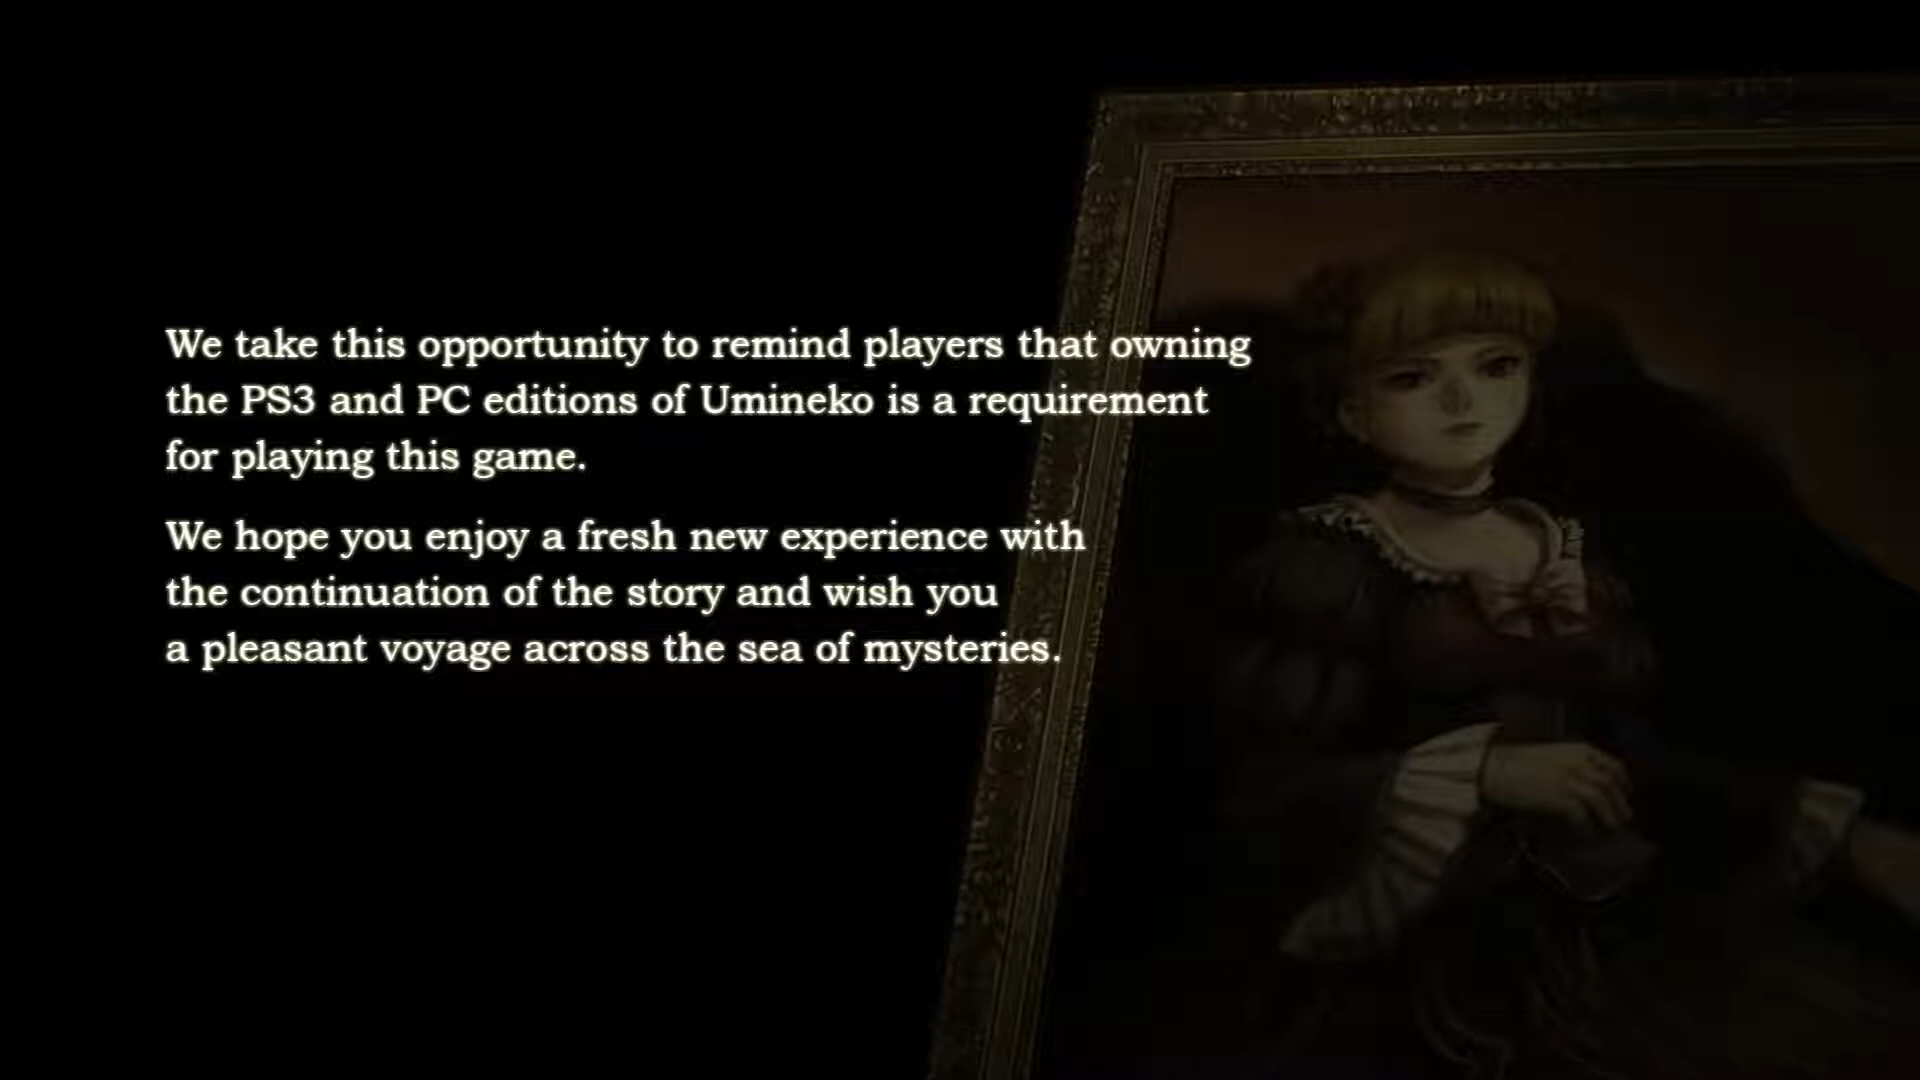 We take this opportunity to remind players that owning
the PS3 and PC editions of Umineko is a requirement
for playing this game.
We hope you enjoy a fresh new experience with
the continuation of the story and wish you
a pleasant voyage across the sea of mysteries.